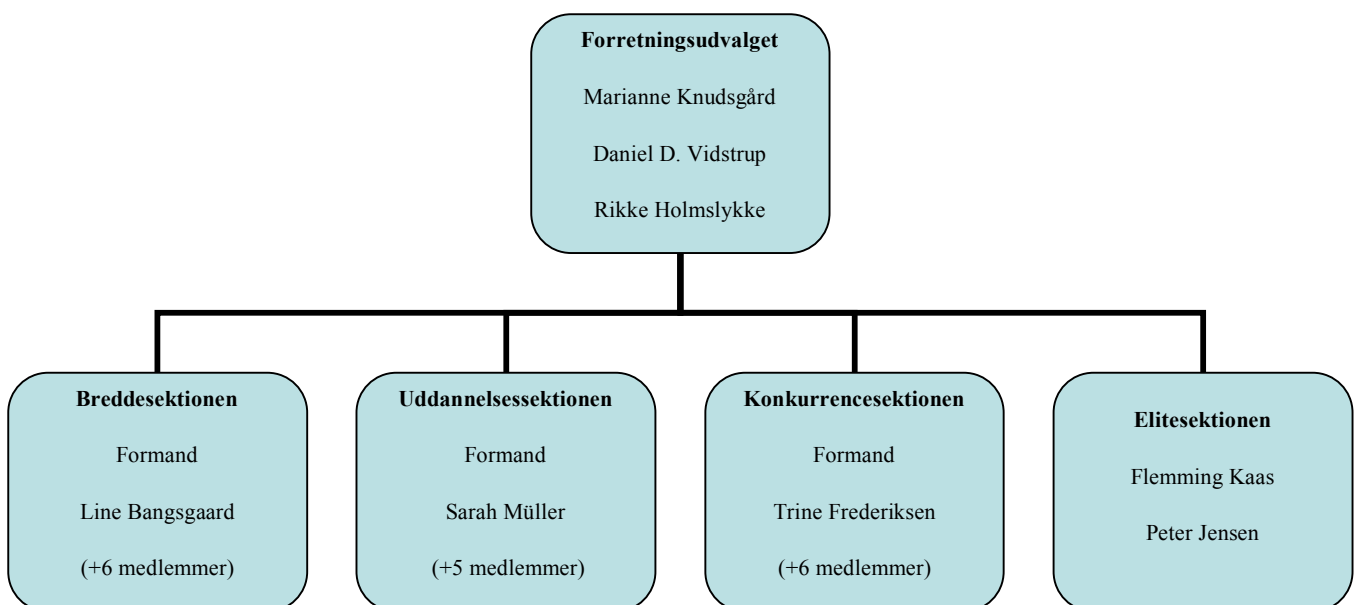 Forretningsudvalget
Marianne Knudsgård
Daniel D. Vidstrup
Rikke Holmslykke
Breddesektionen
Formand
Line Bangsgaard
(+6 medlemmer)
Uddannelsessektionen
Formand
Sarah Müller
(+5 medlemmer)
Konkurrencesektionen
Formand
Trine Frederiksen
(+6 medlemmer)
Elitesektionen
Flemming Kaas
Peter Jensen